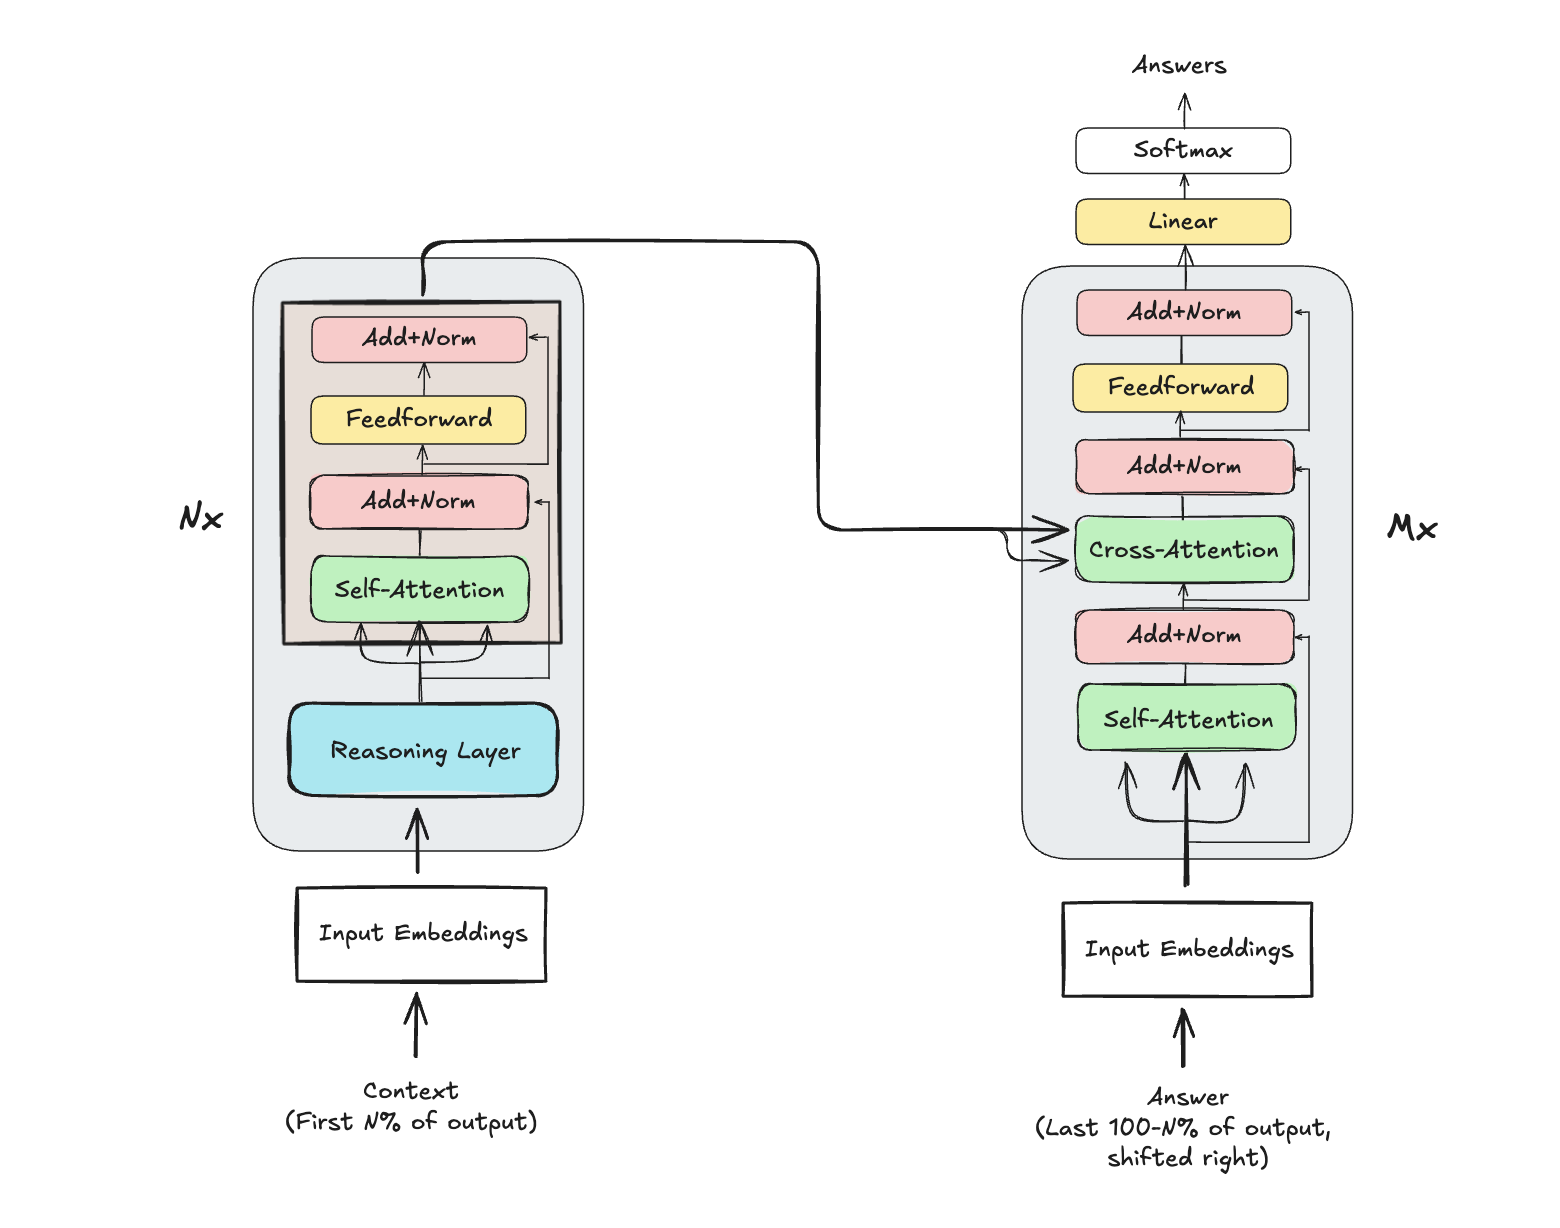 Nx
Add+Norm
Feedforward
Add+Norm
Self-Attention
Reasoning Layer
Input Embeddings
Context
(First N% of output)
Answers
Softmax
Linear
Add+Norm
Feedforward
Add+Norm
Cross-Attention
Add+Norm
Self-Attention
Mx
Input Embeddings
Answer
(Last 100-N% of output,
shifted right)